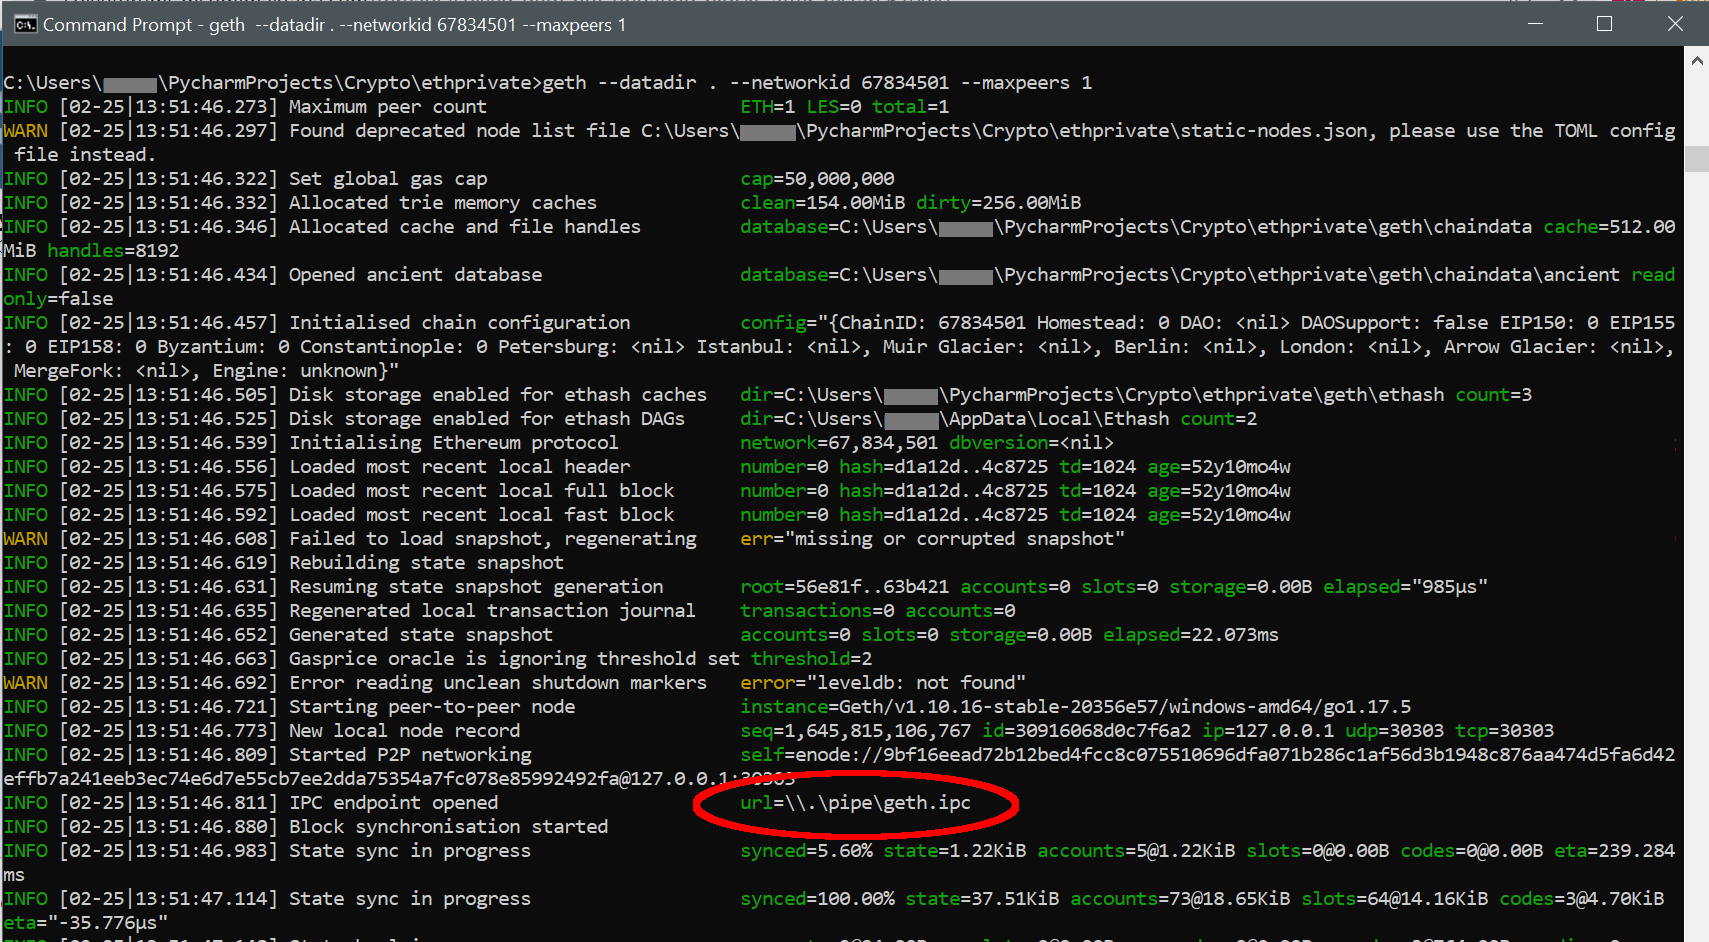 Command Prompt - geth  --datadir . --networkid 67834501 --maxpeers 1
C:\Users\ \PycharmProjects\Crypto\ethprivate>geth --datadir . --networkid 67834501 --maxpeers 1
INFO [02-25|13:51:46.273] Maximum peer count ETH=1 LES=0 total=1
WARN [02-25|13:51:46.297] Found deprecated node list file C:\Users\ \PycharmProjects\Crypto\ethprivate\static-nodes.json, please use the TOML config
file instead.
INFO [02-25|13:51:46.322] Set global gas cap cap=50,000,000
INFO [02-25|13:51:46.332] Allocated trie memory caches clean=154.00MiB dirty=256.00MiB
INFO [02-25|13:51:46.346] Allocated cache and file handles database=C:\Users\ \PycharmProjects\Crypto\ethprivate\geth\chaindata cache=512.00
MiB handles=8192
INFO [02-25|13:51:46.434] Opened ancient database database=C:\Users\ \PycharmProjects\Crypto\ethprivate\geth\chaindata\ancient read
only=false
INFO [02-25|13:51:46.457] Initialised chain configuration config="{ChainID: 67834501 Homestead: 0 DAO: <nil> DAOSupport: false EIP150: 0 EIP155
: 0 EIP158: 0 Byzantium: 0 Constantinople: 0 Petersburg: <nil> Istanbul: <nil>, Muir Glacier: <nil>, Berlin: <nil>, London: <nil>, Arrow Glacier: <nil>,
MergeFork: <nil>, Engine: unknown}"
INFO [02-25|13:51:46.505] Disk storage enabled for ethash caches dir=C:\Users\ \PycharmProjects\Crypto\ethprivate\geth\ethash count=3
INFO [02-25|13:51:46.525] Disk storage enabled for ethash DAGs dir=C:\Users\ \AppData\Local\Ethash count=2
INFO [02-25|13:51:46.539] Initialising Ethereum protocol network=67,834,501 dbversion=<nil>
INFO [02-25|13:51:46.556] Loaded most recent local header number=0 hash=d1a12d..4c8725 td=1024 age=52y10mo4w
INFO [02-25|13:51:46.575] Loaded most recent local full block number=0 hash=d1a12d..4c8725 td=1024 age=52y10mo4w
INFO [02-25|13:51:46.592] Loaded most recent local fast block number=0 hash=d1a12d..4c8725 td=1024 age=52y10mo4w
WARN [02-25|13:51:46.608] Failed to load snapshot, regenerating err="missing or corrupted snapshot"
INFO [02-25|13:51:46.619] Rebuilding state snapshot
INFO [02-25|13:51:46.631] Resuming state snapshot generation root=56e81f..63b421 accounts=0 slots=0 storage=0.00B elapsed="985µs"
INFO [02-25|13:51:46.635] Regenerated local transaction journal transactions=0 accounts=0
INFO [02-25|13:51:46.652] Generated state snapshot accounts=0 slots=0 storage=0.00B elapsed=22.073ms
INFO [02-25|13:51:46.663] Gasprice oracle is ignoring threshold set threshold=2
WARN [02-25|13:51:46.692] Error reading unclean shutdown markers error="leveldb: not found"
INFO [02-25|13:51:46.721] Starting peer-to-peer node instance=Geth/v1.10.16-stable-20356e57/windows-amd64/go1.17.5
INFO [02-25|13:51:46.773] New local node record seq=1,645,815,106,767 id=30916068d0c7f6a2 ip=127.0.0.1 udp=30303 tcp=30303
INFO [02-25|13:51:46.809] Started P2P networking self=enode://9bf16eead72b12bed4fcc8c075510696dfa071b286c1af56d3b1948c876aa474d5fa6d42
effb7a241eeb3ec74e6d7e55cb7ee2dda75354a7fc078e85992492fa@127.0.0.1:30303
INFO [02-25|13:51:46.811] IPC endpoint opened url=\\.\pipe\geth.ipc
INFO [02-25|13:51:46.880] Block synchronisation started
INFO [02-25|13:51:46.983] State sync in progress synced=5.60% state=1.22KiB accounts=5@1.22KiB slots=0@0.00B codes=0@0.00B eta=239.284
ms
INFO [02-25|13:51:47.114] State sync in progress synced=100.00% state=37.51KiB accounts=73@18.65KiB slots=64@14.16KiB codes=3@4.70KiB
eta="-35.776µs"